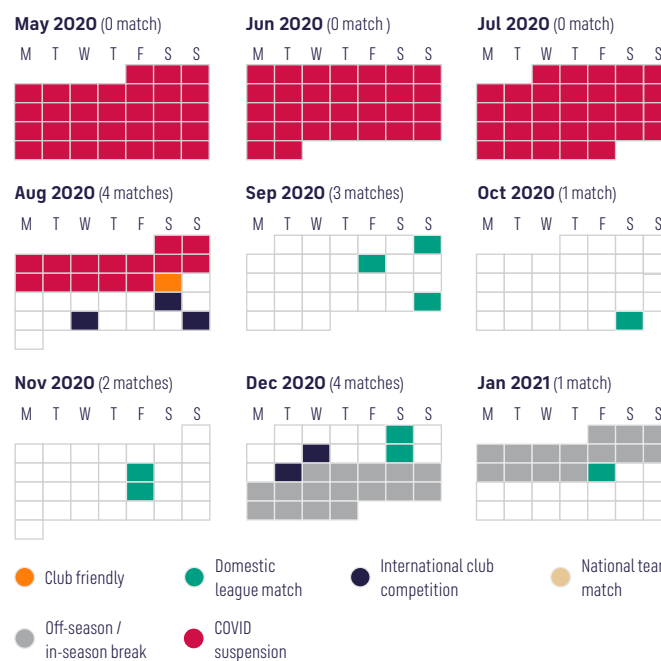 May 2020 (0 match)
Jun 2020 (0 match )
Jul 2020 (0 match)
M T W T F S S
M T W T F S S
M T W T F S S
Aug 2020 (4 matches)
Sep 2020 (3 matches)
Oct 2020 (1 match)
M T W T F S S
M T W T F S S
M T W T F S S
Nov 2020 (2 matches)
Dec 2020 (4 matches)
Jan 2021 (1 match)
M T W T F S S
M T W T F S S
M T W T F S S
Club friendly
Domestic
league match
International club
competition
National
match
Off-season /
in-season break
COVID
suspension